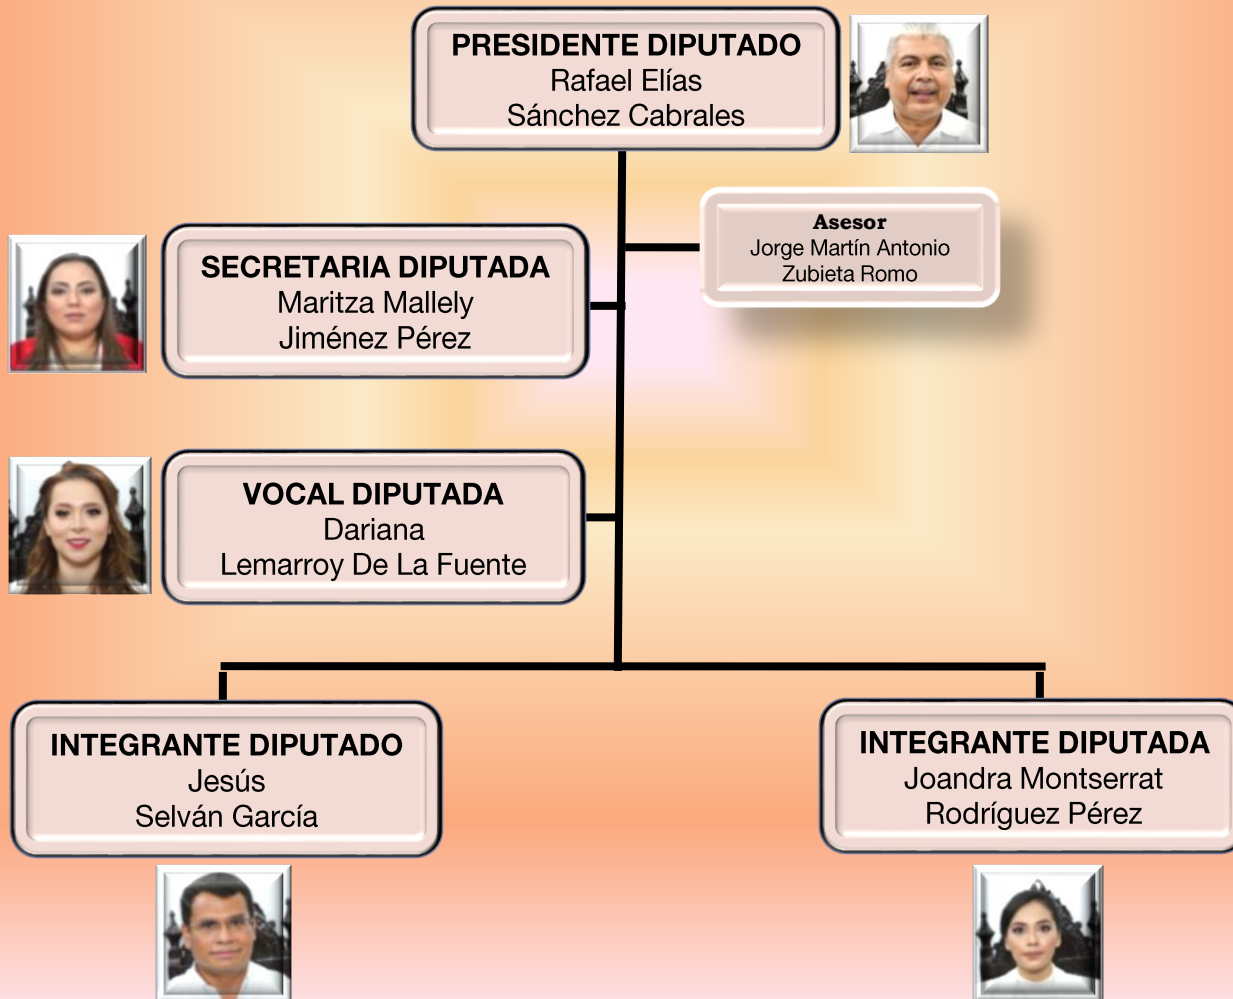 PRESIDENTE DIPUTADO
Rafael Elías
Sánchez Cabrales
Asesor
Jorge Martín Antonio
Zubieta Romo
SECRETARIA DIPUTADA
Maritza Mallely
Jiménez Pérez
VOCAL DIPUTADA
Dariana
Lemarroy De La Fuente
INTEGRANTE DIPUTADO
Jesús
Selván García
INTEGRANTE DIPUTADA
Joandra Montserrat
Rodríguez Pérez